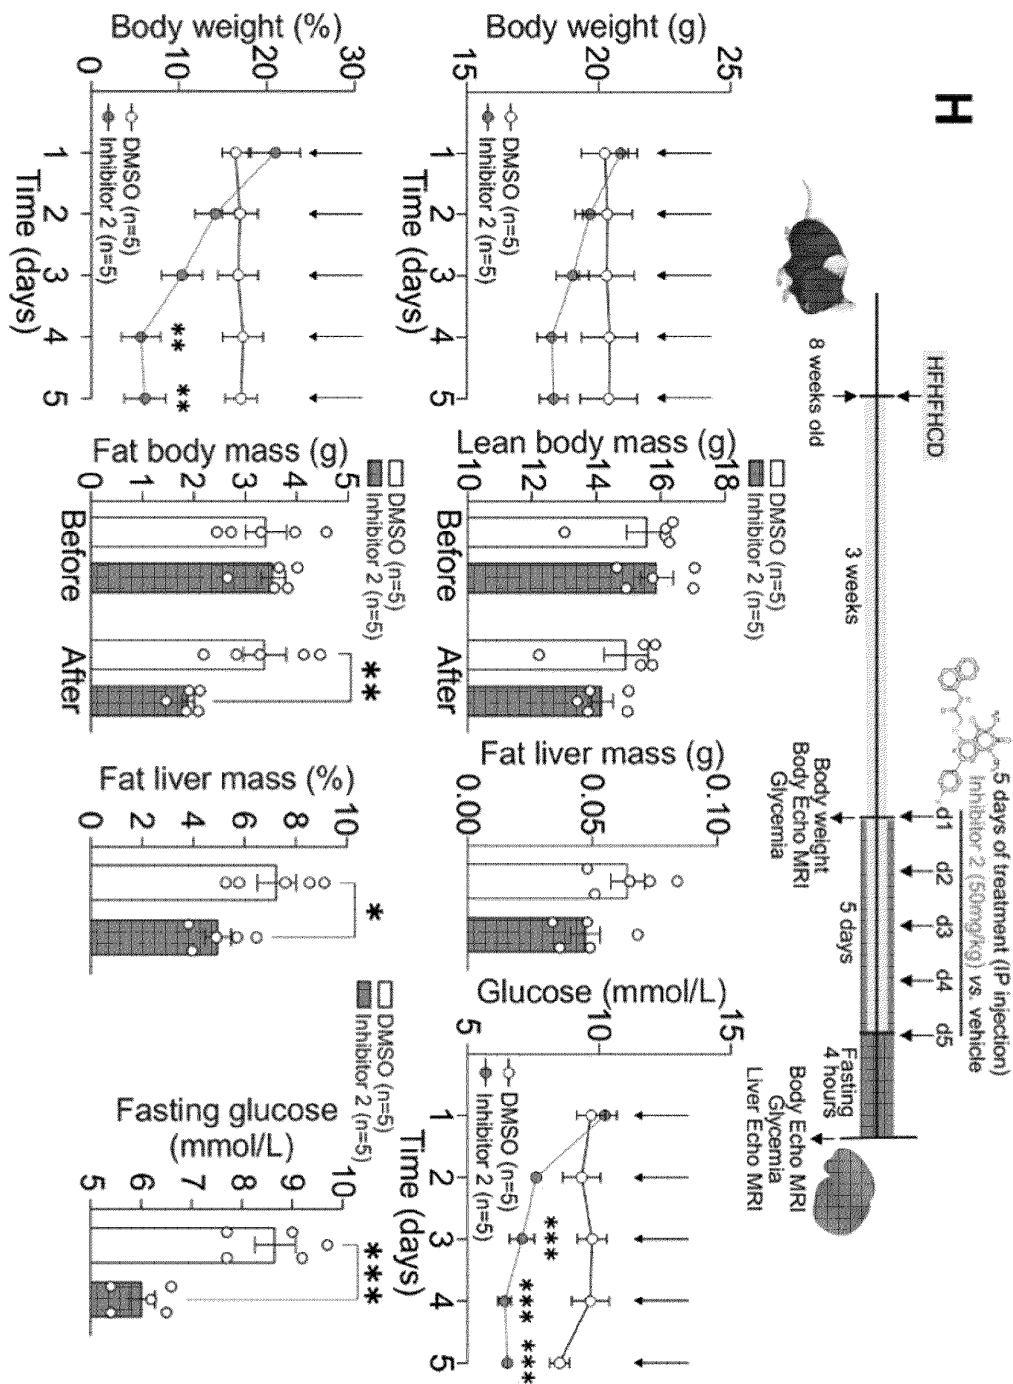 H
HFHFHCD
8 weeks old
3 weeks
5 days of treatment (IP injection)
Inhibitor 2 (50mg/kg) vs. vehicle
d1 d2 d3 d4 d5
5 days
Fasting
4 hours
Body weight
Body Echo MRI
Glycemia
Body Echo MRI
Glycemia
Liver Echo MRI
Body weight (g)
25
20
15
DMSO (n=5)
Inhibitor 2 (n=5)
1 2 3 4 5
DMSO (n=5)
Inhibitor 2 (n=5)
Lean body mass (g)
18
16
14
12
10
Before After
Fat liver mass (g)
0.10
0.05
0.00
Glucose (mmol/L)
15
10
5
DMSO (n=5)
Inhibitor 2 (n=5)
*** *** ***
1 2 3 4 5
Time (days)
Body weight (%)
30
20
10
0
DMSO (n=5)
Inhibitor 2 (n=5)
** **
1 2 3 4 5
Time (days)
DMSO (n=5)
Inhibitor 2 (n=5)
Fat body mass (g)
5
4
3
2
1
0
**
Before After
Fat liver mass (%)
10
8
6
4
2
0
*
DMSO (n=5)
Inhibitor 2 (n=5)
Fasting glucose
(mmol/L)
10
9
8
7
6
5
***